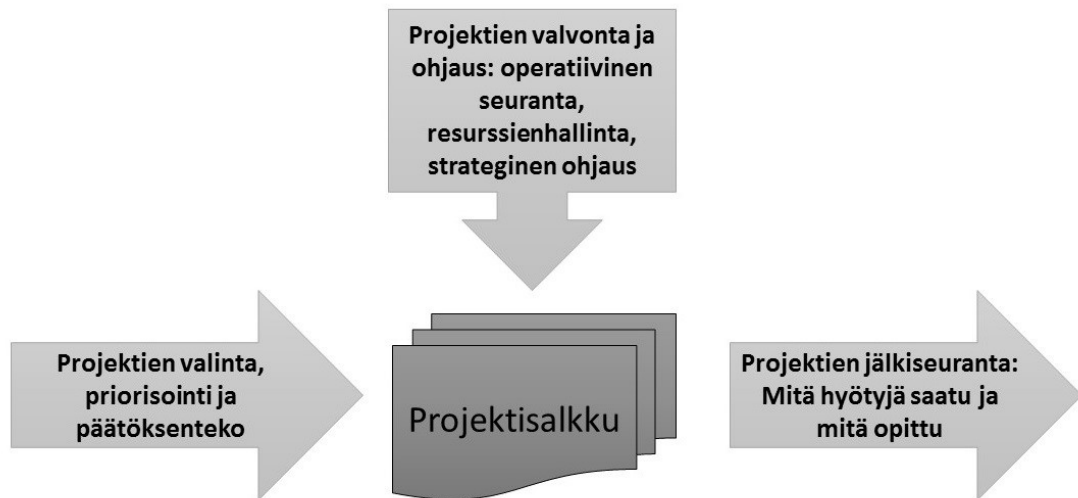 Projektien valvonta ja
ohjaus: operatiivinen
seuranta,
resurssienhallinta,
strateginen ohjaus
Projektien valinta,
priorisointi ja
päätöksenteko
Projektisalkku
Projektien jälkiseuranta:
Mitä hyötyjä saatu ja
mitä opittu